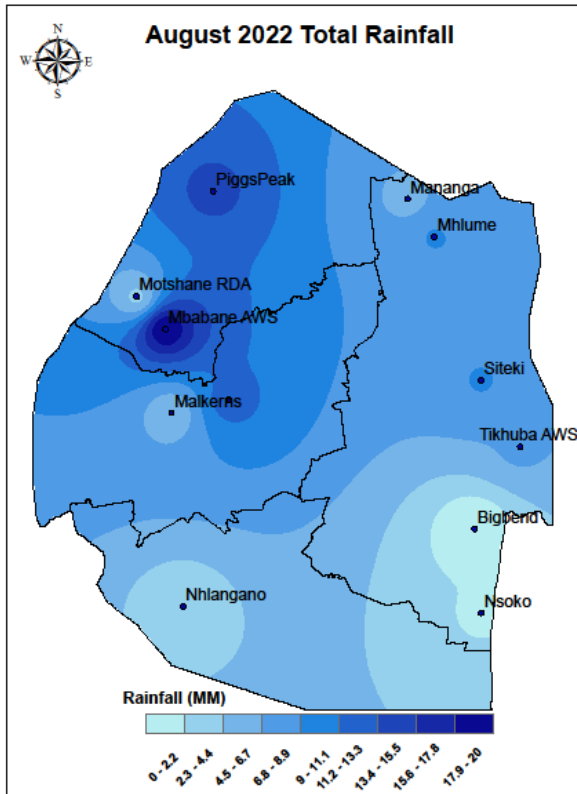 August 2022 Total Rainfall
N
W E
S
PiggsPeak
Mananga
Mhlume
Motshane RDA
Mbabane AWS
Siteki
Malkerns
Tikhuba AWS
Bigbend
Nhlangano
Nsoko
Rainfall (MM)
0 - 2.2
2.3 - 4.4
4.5 - 6.7
6.8 - 8.9
9 - 11.1
11.2 - 13.3
13.4 - 15.5
15.6 - 17.8
17.9 - 20